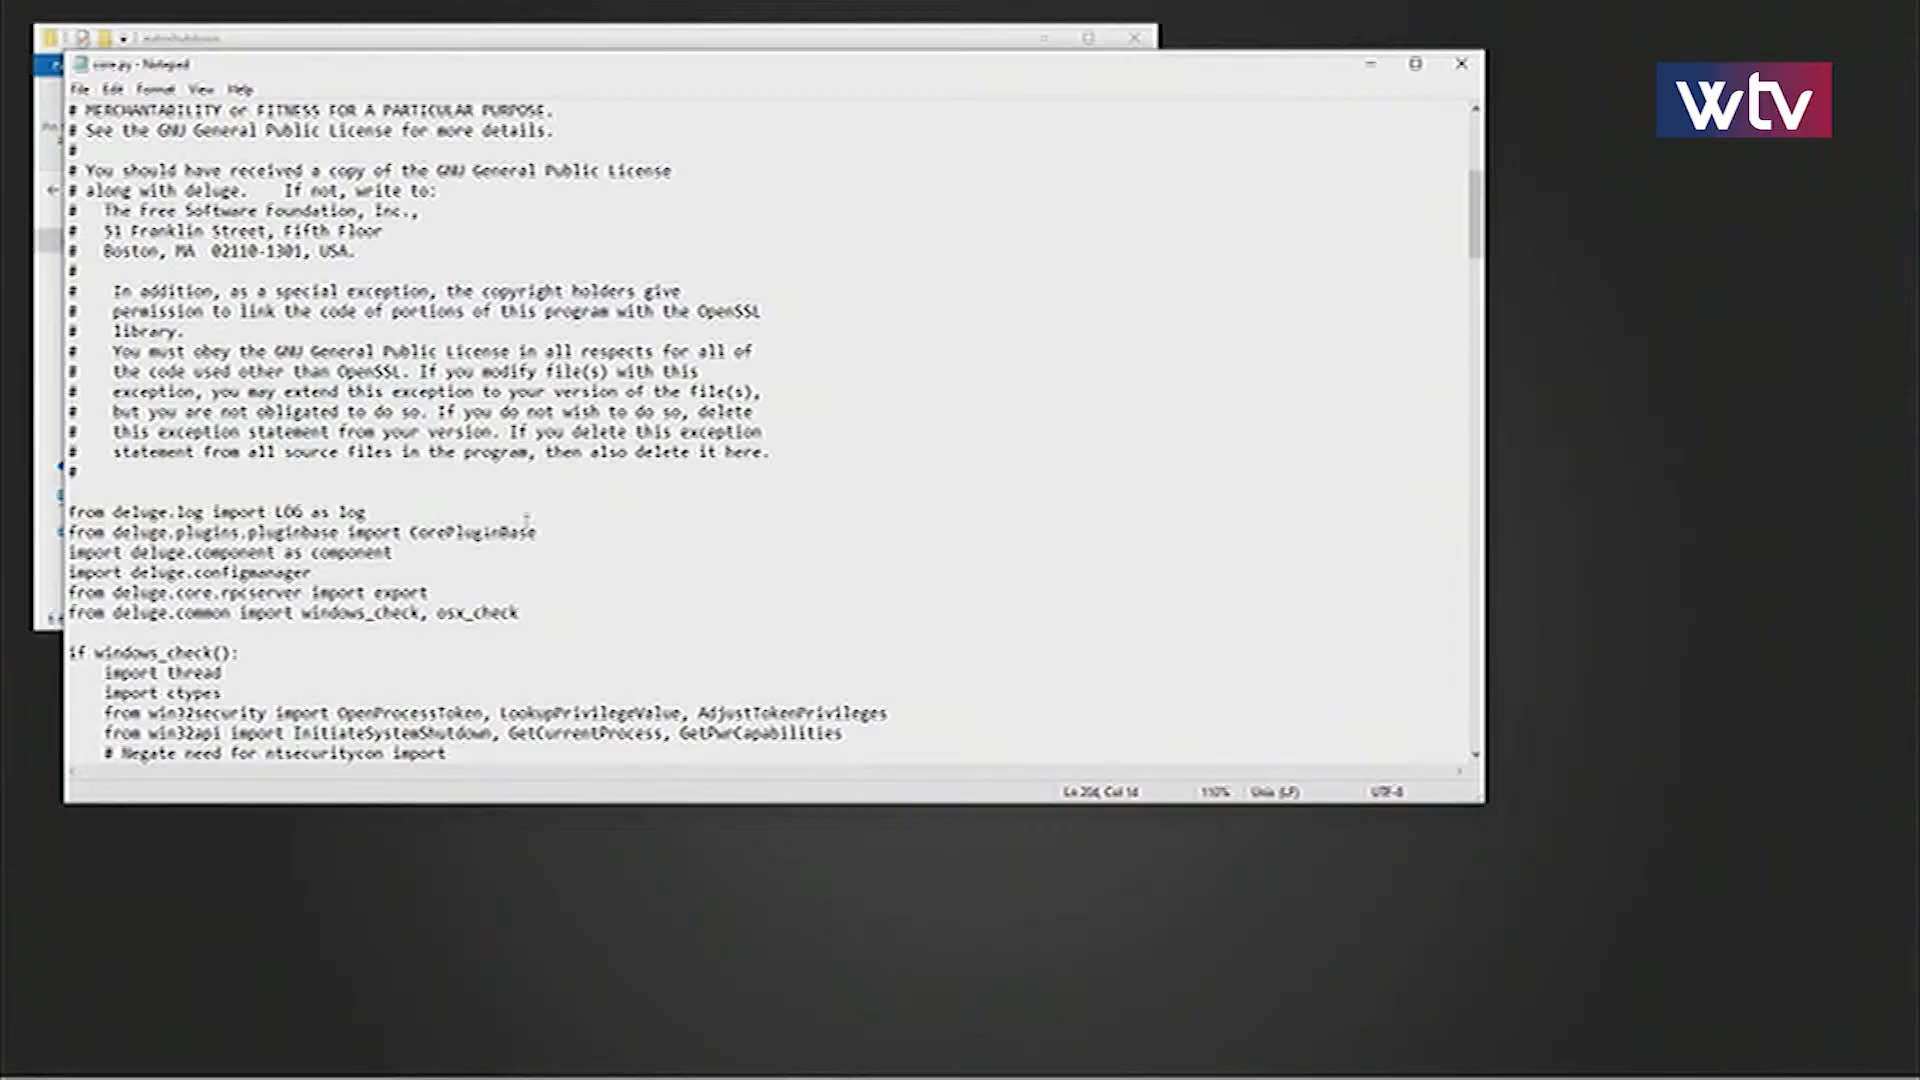 wtv
core.py - Notepad
File Edit Format View Help
# MERCHANTABILITY or FITNESS FOR A PARTICULAR PURPOSE.
# See the GNU General Public License for more details.
#
# You should have received a copy of the GNU General Public License
# along with deluge.    If not, write to:
#   The Free Software Foundation, Inc.,
#   51 Franklin Street, Fifth Floor
#   Boston, MA  02110-1301, USA.
#
#    In addition, as a special exception, the copyright holders give
#    permission to link the code of portions of this program with the OpenSSL
#    library.
#    You must obey the GNU General Public License in all respects for all of
#    the code used other than OpenSSL. If you modify file(s) with this
#    exception, you may extend this exception to your version of the file(s),
#    but you are not obligated to do so. If you do not wish to do so, delete
#    this exception statement from your version. If you delete this exception
#    statement from all source files in the program, then also delete it here.
#
from deluge.log import LOG as log
from deluge.plugins.pluginbase import CorePluginBase
import deluge.component as component
import deluge.configmanager
from deluge.core.rpcserver import export
from deluge.common import windows_check, osx_check
if windows_check():
    import thread
    import ctypes
    from win32security import OpenProcessToken, LookupPrivilegeValue, AdjustTokenPrivileges
    from win32api import InitiateSystemShutdown, GetCurrentProcess, GetPwrCapabilities
    # Negate need for ntsecuritycon import
Ln 204, Col 14 110% Unix (LF) UTF-8